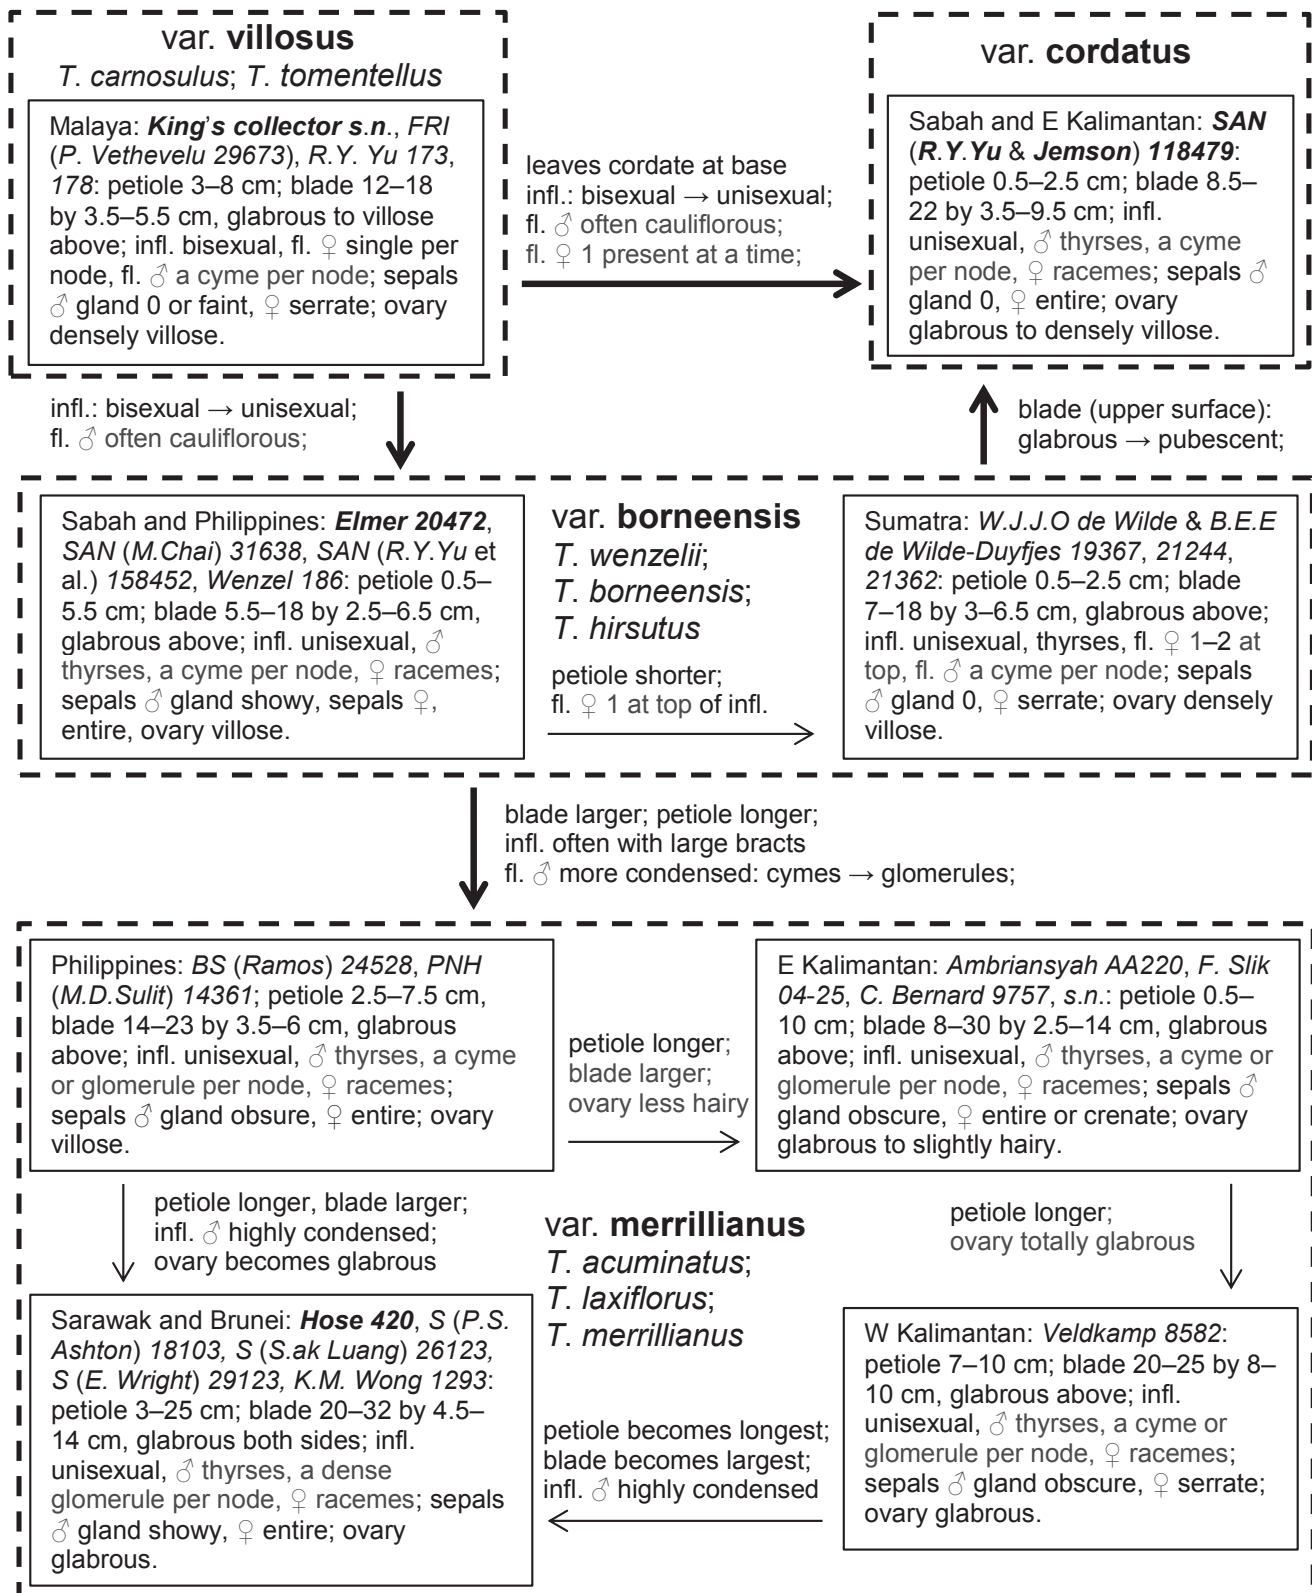 var. villosus
T. carnosulus; T. tomentellus
Malaya: King's collector s.n., FRI
(P. Vethevelu 29673), R.Y. Yu 173,
178: petiole 3–8 cm; blade 12–18
by 3.5–5.5 cm, glabrous to villose
above; infl. bisexual, fl. ♀ single per
node, fl. ♂ a cyme per node; sepals
♂ gland 0 or faint, ♀ serrate; ovary
densely villose.
leaves cordate at base
infl.: bisexual → unisexual;
fl. ♂ often cauliflorous;
fl. ♀ 1 present at a time;
var. cordatus
Sabah and E Kalimantan: SAN
(R.Y.Yu & Jemson) 118479:
petiole 0.5–2.5 cm; blade 8.5–
22 by 3.5–9.5 cm; infl.
unisexual, ♂ thyrses, a cyme
per node, ♀ racemes; sepals ♂
gland 0, ♀ entire; ovary
glabrous to densely villose.
infl.: bisexual → unisexual;
fl. ♂ often cauliflorous;
blade (upper surface):
glabrous → pubescent;
Sabah and Philippines: Elmer 20472,
SAN (M.Chai) 31638, SAN (R.Y.Yu et
al.) 158452, Wenzel 186: petiole 0.5–
5.5 cm; blade 5.5–18 by 2.5–6.5 cm,
glabrous above; infl. unisexual, ♂
thyrses, a cyme per node, ♀ racemes;
sepals ♂ gland showy, sepals ♀,
entire, ovary villose.
var. borneensis
T. wenzelii;
T. borneensis;
T. hirsutus
petiole shorter;
fl. ♀ 1 at top of infl.
Sumatra: W.J.J.O de Wilde & B.E.E
de Wilde-Duyfjes 19367, 21244,
21362: petiole 0.5–2.5 cm; blade
7–18 by 3–6.5 cm, glabrous above;
infl. unisexual, thyrses, fl. ♀ 1–2 at
top, fl. ♂ a cyme per node; sepals
♂ gland 0, ♀ serrate; ovary densely
villose.
blade larger; petiole longer;
infl. often with large bracts
fl. ♂ more condensed: cymes → glomerules;
Philippines: BS (Ramos) 24528, PNH
(M.D.Sulit) 14361; petiole 2.5–7.5 cm,
blade 14–23 by 3.5–6 cm, glabrous
above; infl. unisexual, ♂ thyrses, a cyme
or glomerule per node, ♀ racemes;
sepals ♂ gland obsure, ♀ entire; ovary
villose.
petiole longer;
blade larger;
ovary less hairy
E Kalimantan: Ambriansyah AA220, F. Slik
04-25, C. Bernard 9757, s.n.: petiole 0.5–
10 cm; blade 8–30 by 2.5–14 cm, glabrous
above; infl. unisexual, ♂ thyrses, a cyme or
glomerule per node, ♀ racemes; sepals ♂
gland obscure, ♀ entire or crenate; ovary
glabrous to slightly hairy.
petiole longer, blade larger;
infl. ♂ highly condensed;
ovary becomes glabrous
var. merrillianus
T. acuminatus;
T. laxiflorus;
T. merrillianus
petiole longer;
ovary totally glabrous
Sarawak and Brunei: Hose 420, S (P.S.
Ashton) 18103, S (S.ak Luang) 26123,
S (E. Wright) 29123, K.M. Wong 1293:
petiole 3–25 cm; blade 20–32 by 4.5–
14 cm, glabrous both sides; infl.
unisexual, ♂ thyrses, a dense
glomerule per node, ♀ racemes; sepals
♂ gland showy, ♀ entire; ovary
glabrous.
petiole becomes longest;
blade becomes largest;
infl. ♂ highly condensed
W Kalimantan: Veldkamp 8582:
petiole 7–10 cm; blade 20–25 by 8–
10 cm, glabrous above; infl.
unisexual, ♂ thyrses, a cyme or
glomerule per node, ♀ racemes;
sepals ♂ gland obscure, ♀ serrate;
ovary glabrous.